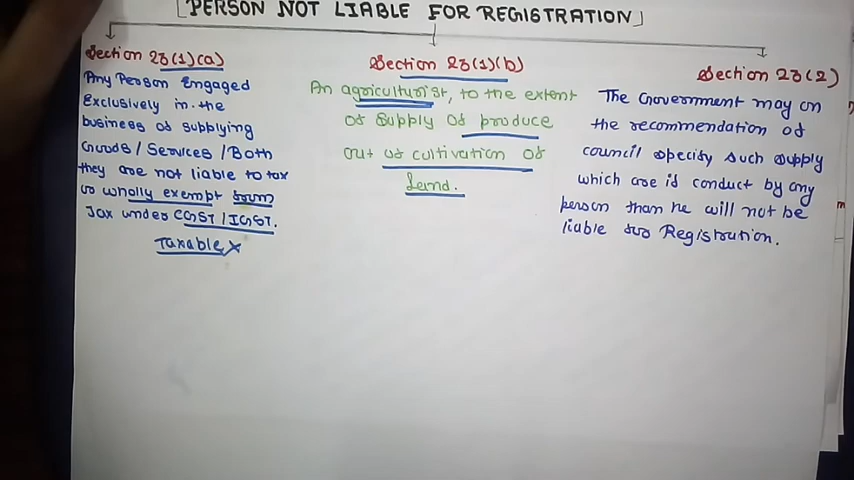 [PERSON NOT LIABLE FOR REGISTRATION]
Section 23(1)(a)
Any Person Engaged
Exclusively in the
business of supplying
Goods/Services/Both
they are not liable to tax
or wholly exempt from
Tax under CGST/IGST.
Taxable x
Section 23(1)(b)
An agriculturist, to the extent
of supply of produce
out of cultivation of
land.
Section 23(2)
The Government may on
the recommendation of
council specify such supply
which are is conduct by any
person than he will not be
liable for Registration.